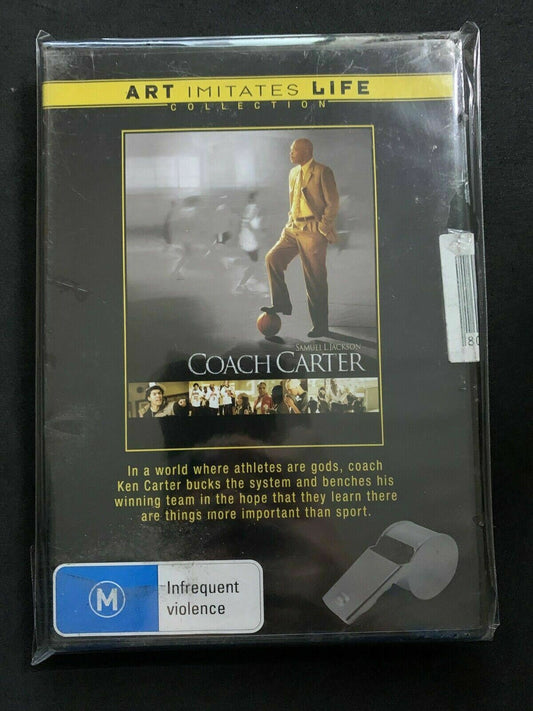 ART IMITATES LIFE
COLLECTION
SAMUEL L. JACKSON
COACH CARTER
In a world where athletes are gods, coach
Ken Carter bucks the system and benches his
winning team in the hope that they learn there
are things more important than sport.
M
Infrequent
violence
80